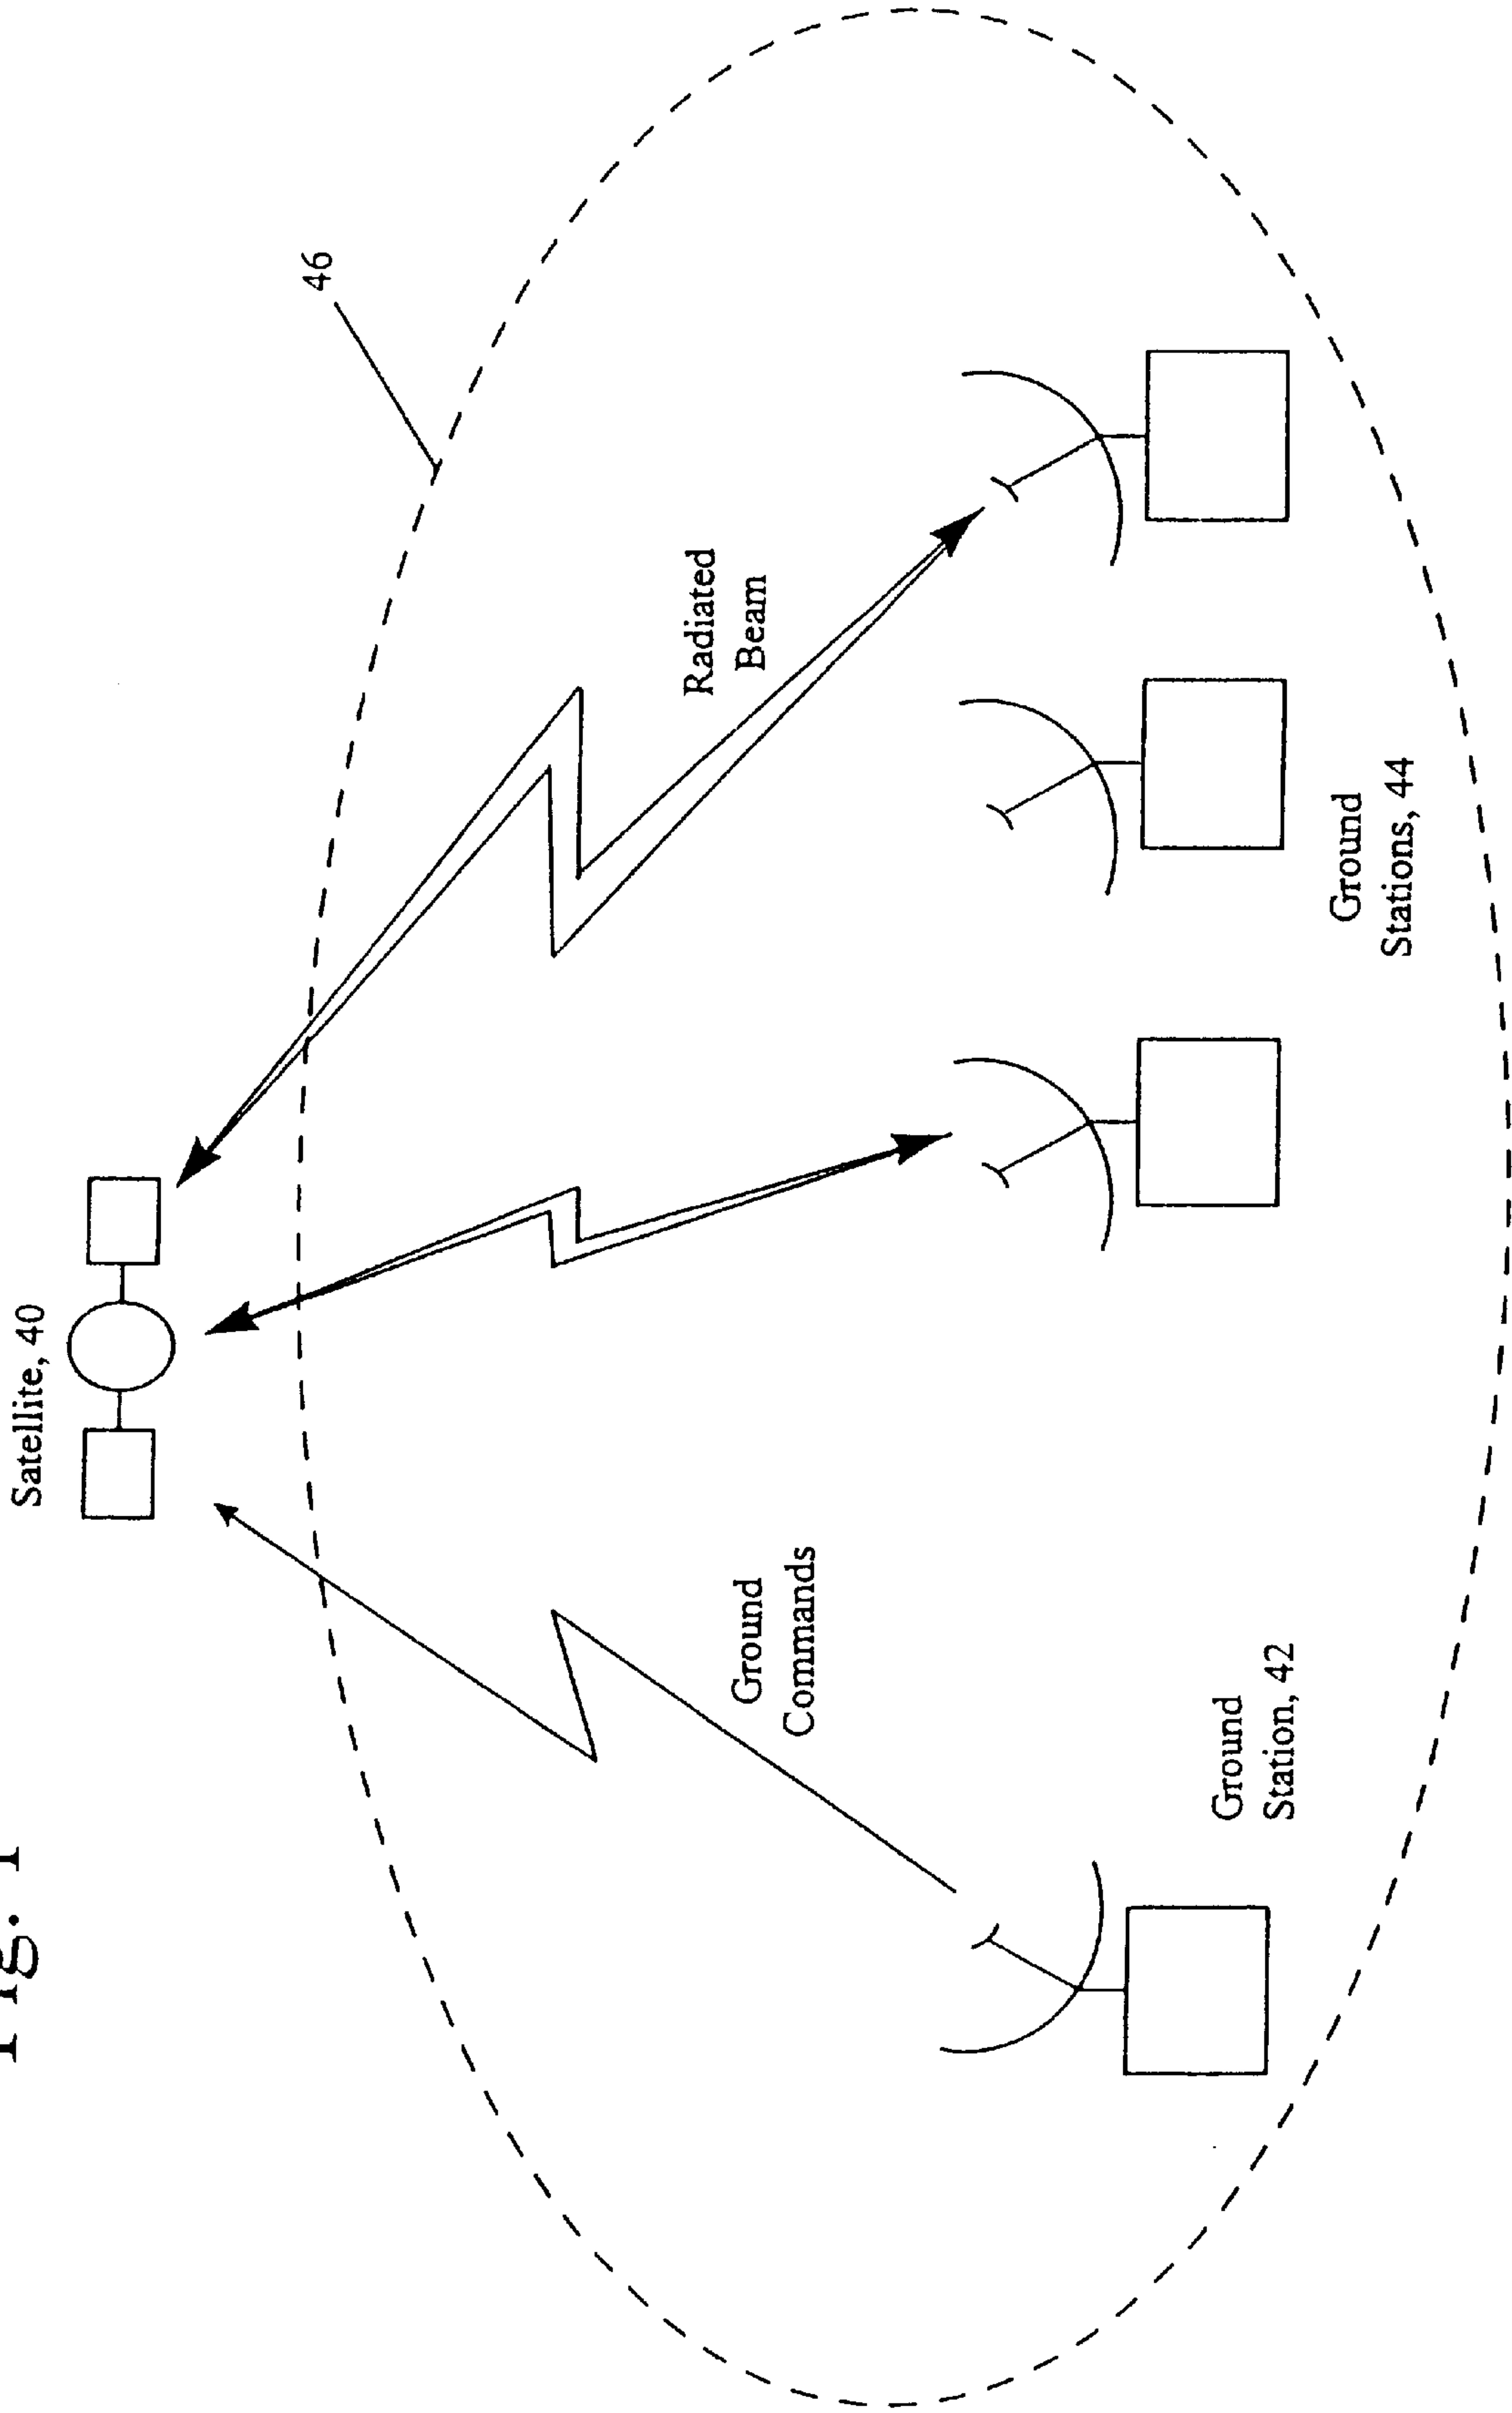 Fig. 1
Satellite, 40
46
Radiated
Beam
Ground
Commands
Ground
Station, 42
Ground
Stations, 44